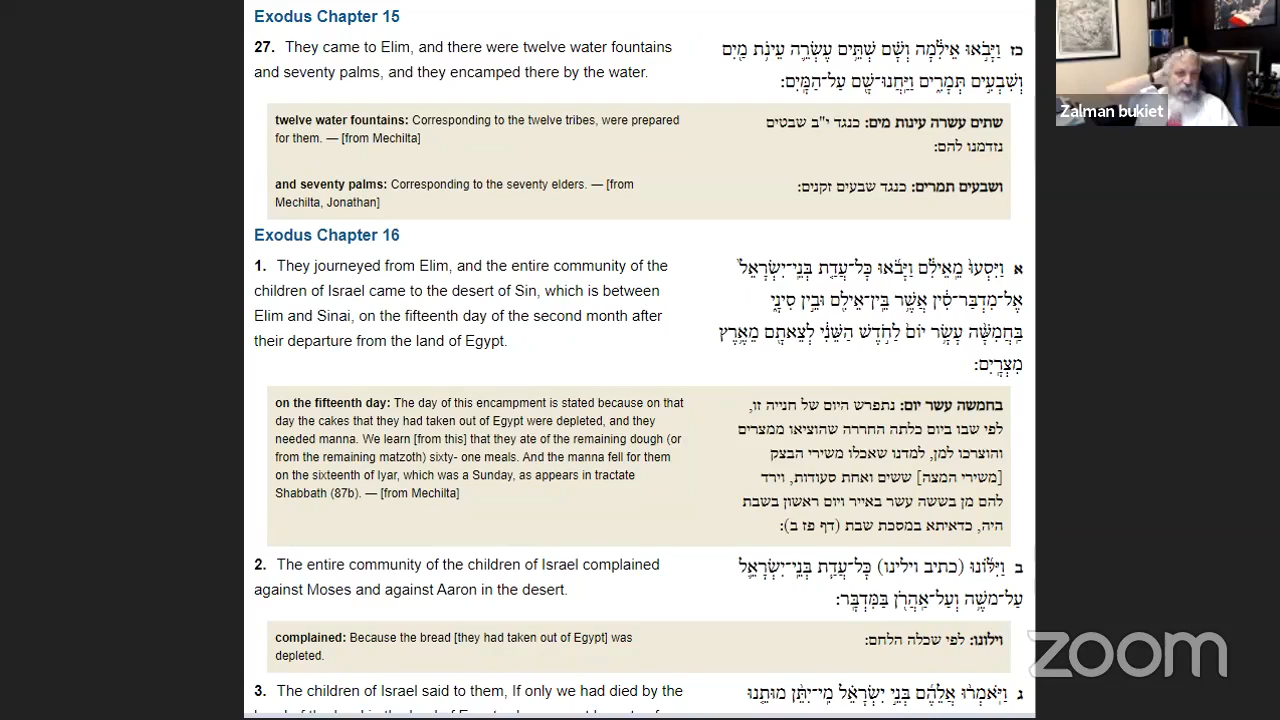 Exodus Chapter 15
27. They came to Elim, and there were twelve water fountains
and seventy palms, and they encamped there by the water.
כז וַיָּבֹ֣אוּ אֵילִ֔מָה וְשָׁ֗ם שְׁתֵּ֥ים עֶשְׂרֵ֛ה עֵינֹ֥ת מַ֖יִם
וְשִׁבְעִ֣ים תְּמָרִ֑ים וַיַּֽחֲנוּ־שָׁ֖ם עַל־הַמָּֽיִם:
twelve water fountains: Corresponding to the twelve tribes, were prepared
for them. — [from Mechilta]
שתים עשרה עינות מים: כנגד י"ב שבטים
נזדמנו להם:
and seventy palms: Corresponding to the seventy elders. — [from
Mechilta, Jonathan]
ושבעים תמרים: כנגד שבעים זקנים:
Exodus Chapter 16
1. They journeyed from Elim, and the entire community of the
children of Israel came to the desert of Sin, which is between
Elim and Sinai, on the fifteenth day of the second month after
their departure from the land of Egypt.
א וַיִּסְעוּ֙ מֵֽאֵילִ֔ם וַיָּבֹ֜אוּ כָּל־עֲדַ֤ת בְּנֵֽי־יִשְׂרָאֵל֙
אֶל־מִדְבַּר־סִ֔ין אֲשֶׁ֥ר בֵּֽין־אֵילִ֖ם וּבֵ֣ין סִינָ֑י
בַּֽחֲמִשָּׁ֨ה עָשָׂ֥ר יוֹם֙ לַחֹ֣דֶשׁ הַשֵּׁנִ֔י לְצֵאתָ֖ם מֵאֶ֥רֶץ
מִצְרָֽיִם:
on the fifteenth day: The day of this encampment is stated because on that
day the cakes that they had taken out of Egypt were depleted, and they
needed manna. We learn [from this] that they ate of the remaining dough (or
from the remaining matzoth) sixty- one meals. And the manna fell for them
on the sixteenth of Iyar, which was a Sunday, as appears in tractate
Shabbath (87b). — [from Mechilta]
בחמשה עשר יום: נתפרש היום של חנייה זו,
לפי שבו ביום כלתה החררה שהוציאו ממצרים
והוצרכו למן, למדנו שאכלו משירי הבצק
[משירי המצה] ששים ואחת סעודות, וירד
להם מן בששה עשר באייר ויום ראשון בשבת
היה, כדאיתא במסכת שבת (דף פז ב):
2. The entire community of the children of Israel complained
against Moses and against Aaron in the desert.
ב וַיִּלּ֜וֹנוּ (כתיב וילינו) כָּל־עֲדַ֧ת בְּנֵֽי־יִשְׂרָאֵ֛ל
עַל־משֶׁ֥ה וְעַל־אַֽהֲרֹ֖ן בַּמִּדְבָּֽר:
complained: Because the bread [they had taken out of Egypt] was
depleted.
וילונו: לפי שכלה הלחם:
3. The children of Israel said to them, If only we had died by the
ג וַיֹּֽאמְר֨וּ אֲלֵהֶ֜ם בְּנֵ֣י יִשְׂרָאֵ֗ל מִֽי־יִתֵּ֨ן מוּתֵ֤נוּ
Zalman bukiet
zoom